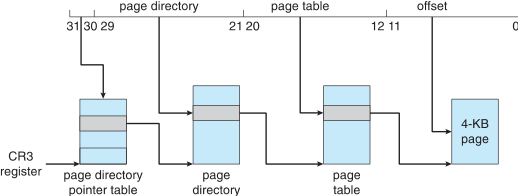 page directory page table offset
31 30 29 21 20 12 11 0
4-KB
page
CR3
register
page directory
pointer table
page
directory
page
table